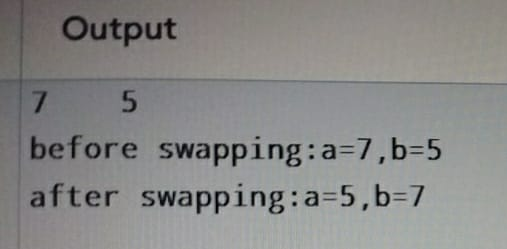 Output
7    5
before swapping:a=7,b=5
after swapping:a=5,b=7